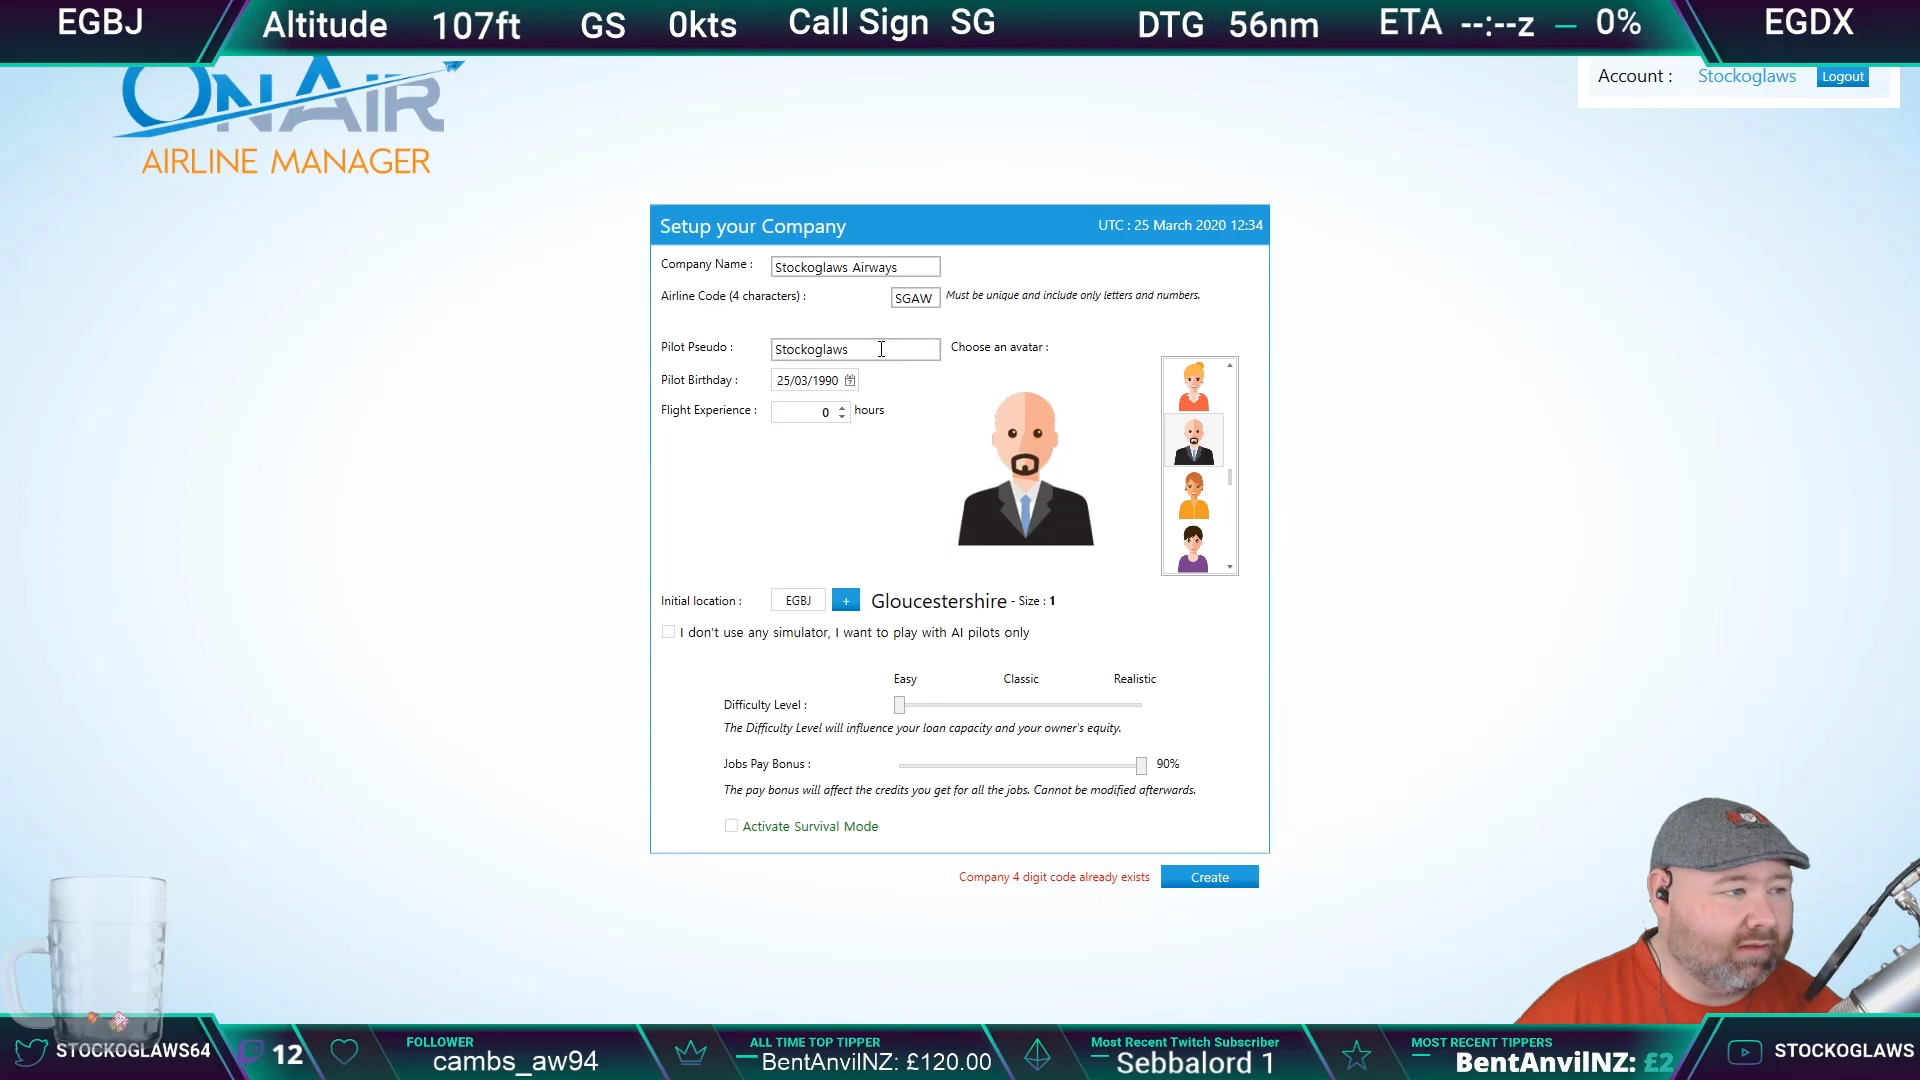 EGBJ
Altitude 107ft GS 0kts Call Sign SG DTG 56nm ETA --:--z — 0%
EGDX
ONAIR
AIRLINE MANAGER
Account : Stockoglaws Logout
Setup your Company UTC : 25 March 2020 12:34
Company Name : Stockoglaws Airways
Airline Code (4 characters) : SGAW Must be unique and include only letters and numbers.
Pilot Pseudo : Stockoglaws Choose an avatar :
Pilot Birthday : 25/03/1990
Flight Experience : 0 hours
Initial location : EGBJ + Gloucestershire - Size : 1
I don't use any simulator, I want to play with AI pilots only
Easy Classic Realistic
Difficulty Level :
The Difficulty Level will influence your loan capacity and your owner's equity.
Jobs Pay Bonus : 90%
The pay bonus will affect the credits you get for all the jobs. Cannot be modified afterwards.
Activate Survival Mode
Company 4 digit code already exists Create
STOCKOGLAWS64
12
FOLLOWER
cambs_aw94
ALL TIME TOP TIPPER
BentAnvilNZ: £120.00
Most Recent Twitch Subscriber
Sebbalord 1
MOST RECENT TIPPERS
BentAnvilNZ: £2
STOCKOGLAWS